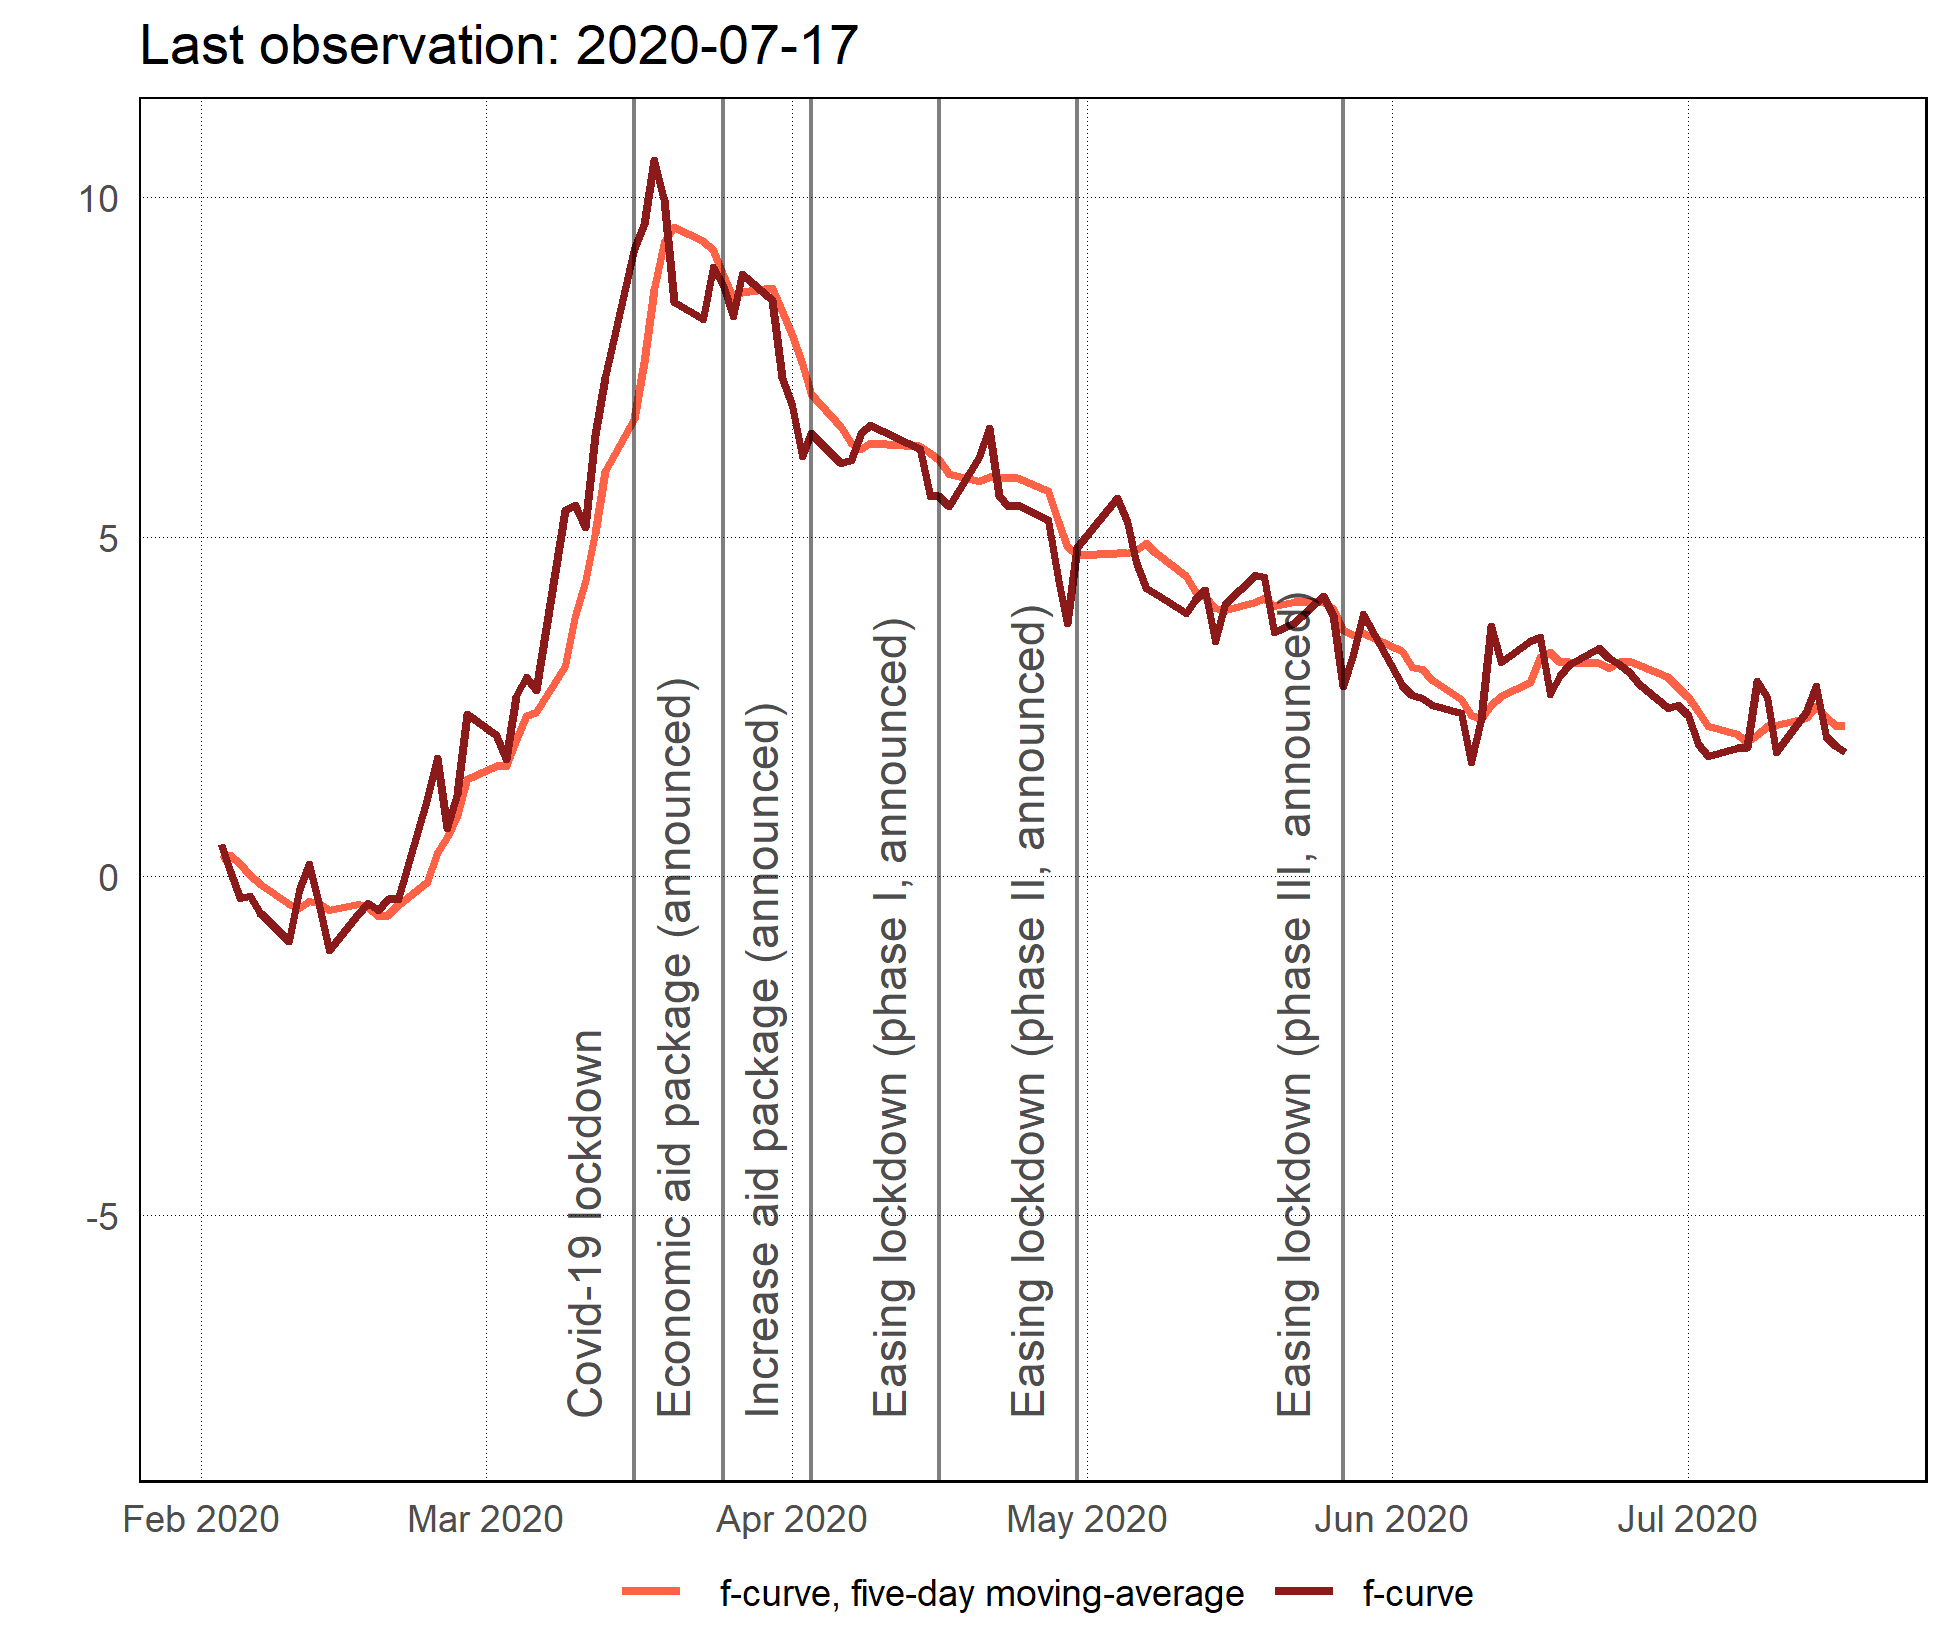 Last observation: 2020-07-17
10
5
0
-5
Covid-19 lockdown
Economic aid package (announced)
Increase aid package (announced)
Easing lockdown (phase I, announced)
Easing lockdown (phase II, announced)
Easing lockdown (phase III, announced)
Feb 2020 Mar 2020 Apr 2020 May 2020 Jun 2020 Jul 2020
f-curve, five-day moving-average f-curve